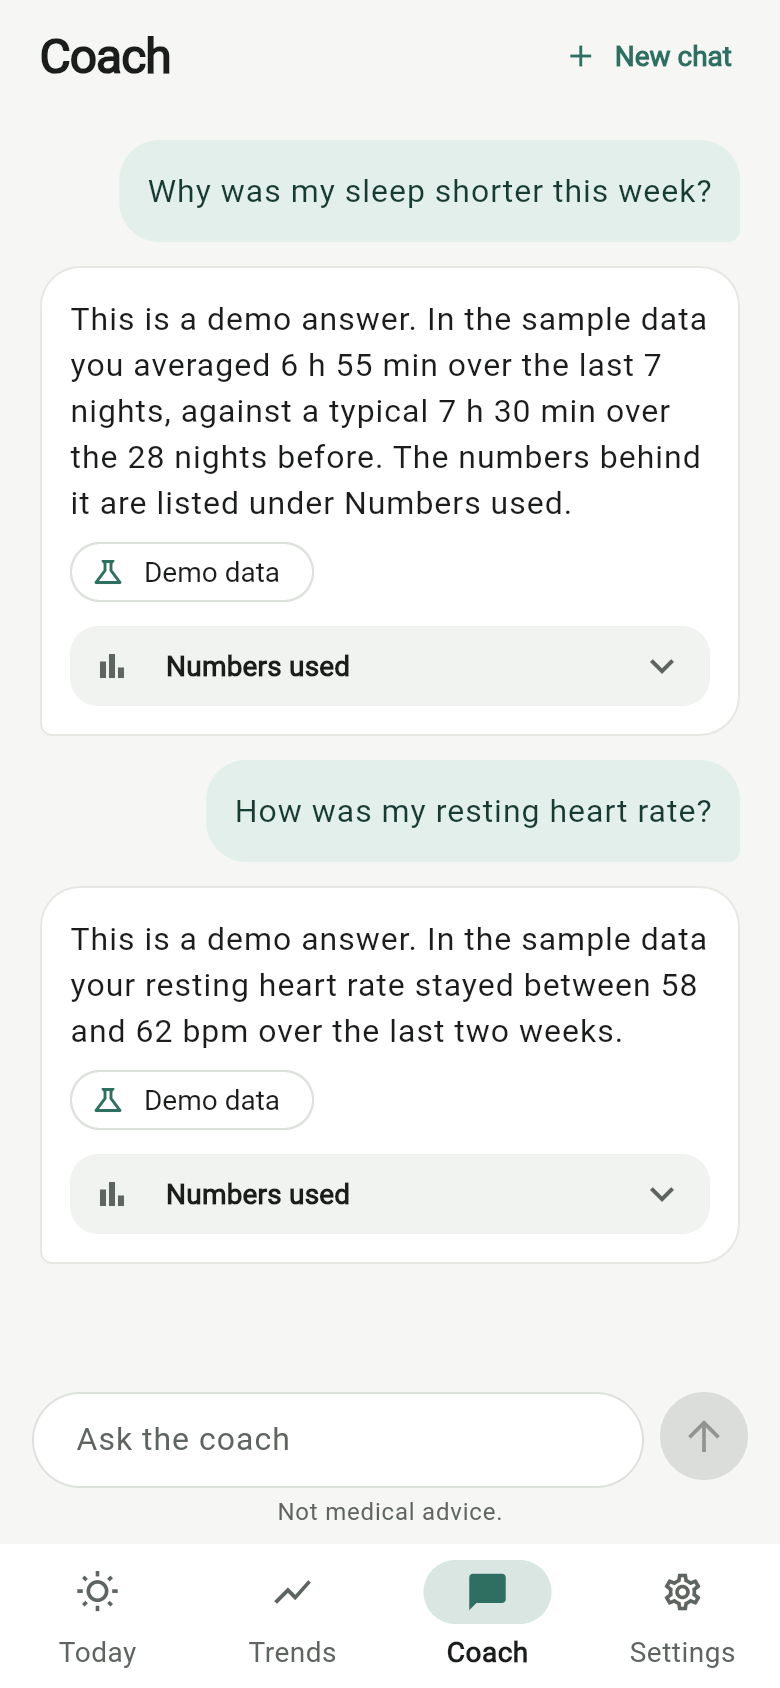 Coach
New chat
Why was my sleep shorter this week?
This is a demo answer. In the sample data
you averaged 6 h 55 min over the last 7
nights, against a typical 7 h 30 min over
the 28 nights before. The numbers behind
it are listed under Numbers used.
Demo data
Numbers used
How was my resting heart rate?
This is a demo answer. In the sample data
your resting heart rate stayed between 58
and 62 bpm over the last two weeks.
Demo data
Numbers used
Ask the coach
Not medical advice.
Today
Trends
Coach
Settings